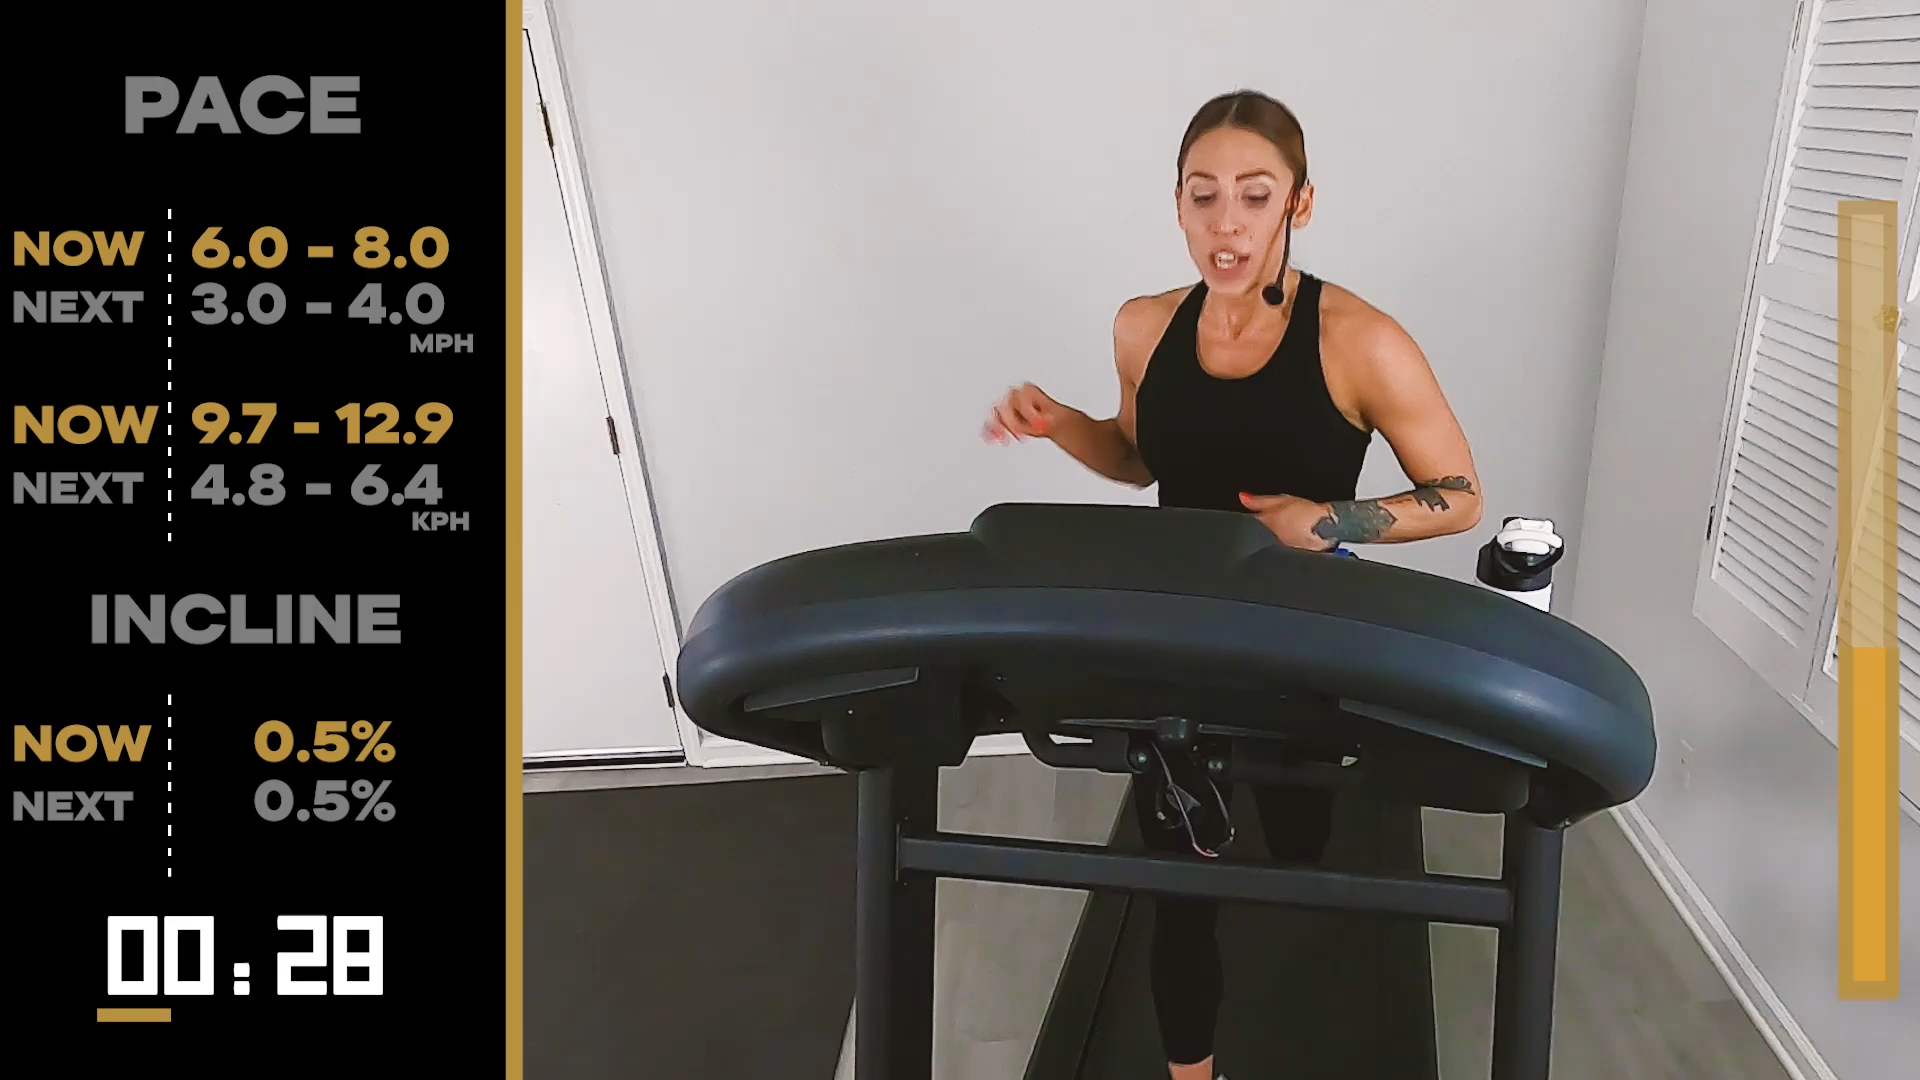 PACE
NOW 6.0 - 8.0
NEXT 3.0 - 4.0
MPH
NOW 9.7 - 12.9
NEXT 4.8 - 6.4
KPH
INCLINE
NOW 0.5%
NEXT 0.5%
00:28